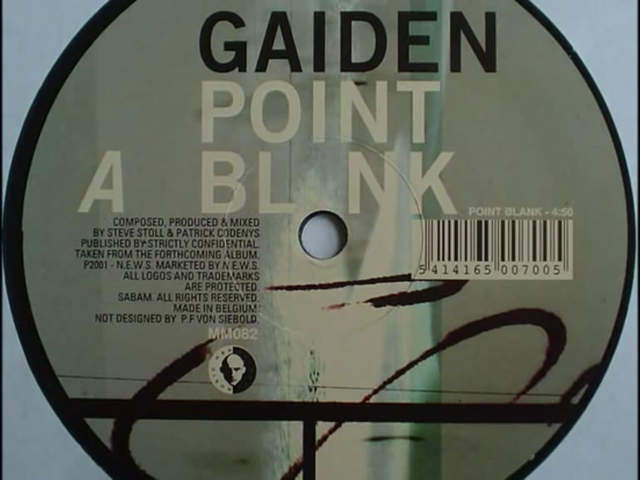 GAIDEN
POINT
A BL NK
POINT BLANK - 4:50
COMPOSED, PRODUCED & MIXED
BY STEVE STOLL & PATRICK CODENYS
PUBLISHED BY STRICTLY CONFIDENTIAL.
TAKEN FROM THE FORTHCOMING ALBUM.
P2001 - N.E.W.S. MARKETED BY N.E.W.S.
ALL LOGOS AND TRADEMARKS
ARE PROTECTED.
SABAM. ALL RIGHTS RESERVED.
MADE IN BELGIUM.
NOT DESIGNED BY P.F VON SIEBOLD
5 414165 007005
MM082